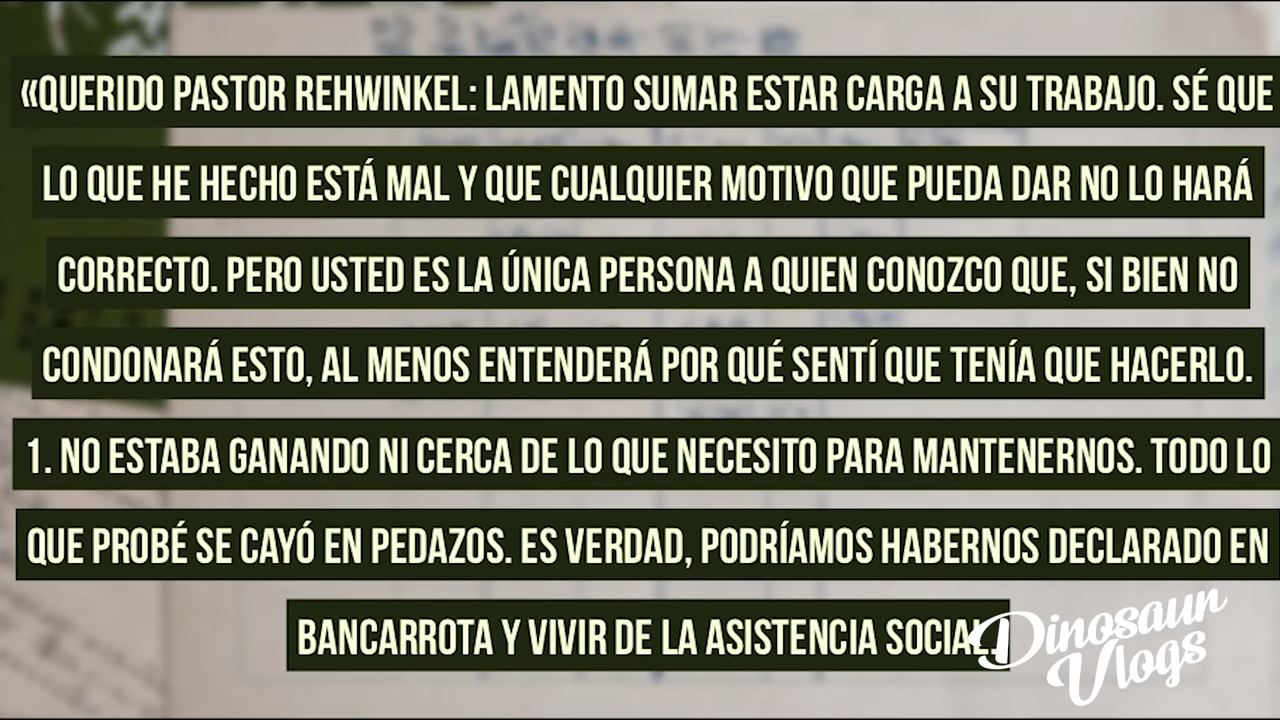 «QUERIDO PASTOR REHWINKEL: LAMENTO SUMAR ESTAR CARGA A SU TRABAJO. SÉ QUE
LO QUE HE HECHO ESTÁ MAL Y QUE CUALQUIER MOTIVO QUE PUEDA DAR NO LO HARÁ
CORRECTO. PERO USTED ES LA ÚNICA PERSONA A QUIEN CONOZCO QUE, SI BIEN NO
CONDONARÁ ESTO, AL MENOS ENTENDERÁ POR QUÉ SENTÍ QUE TENÍA QUE HACERLO.
1. NO ESTABA GANANDO NI CERCA DE LO QUE NECESITO PARA MANTENERNOS. TODO LO
QUE PROBÉ SE CAYÓ EN PEDAZOS. ES VERDAD, PODRÍAMOS HABERNOS DECLARADO EN
BANCARROTA Y VIVIR DE LA ASISTENCIA SOCIAL.
Dinosaur
Vlogs